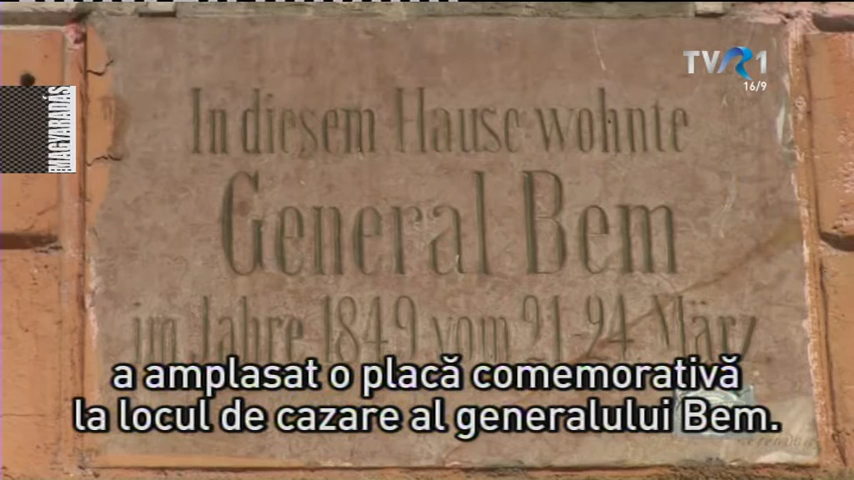 TVR1
16/9
MAGYARADÁS
In diesem Hause wohnte
General Bem
im Jahre 1849 vom 21-24 März
a amplasat o placă comemorativă
la locul de cazare al generalului Bem.